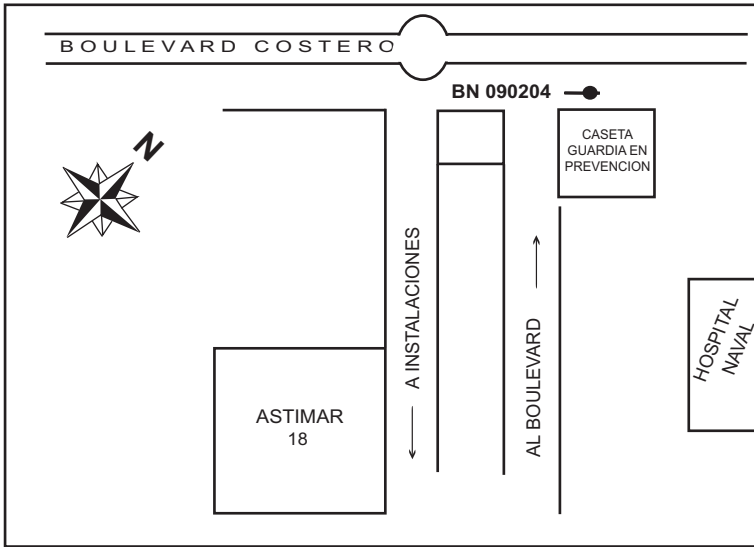 BOULEVARD COSTERO
BN 090204
N
CASETA
GUARDIA EN
PREVENCION
A INSTALACIONES
AL BOULEVARD
HOSPITAL
NAVAL
ASTIMAR
18